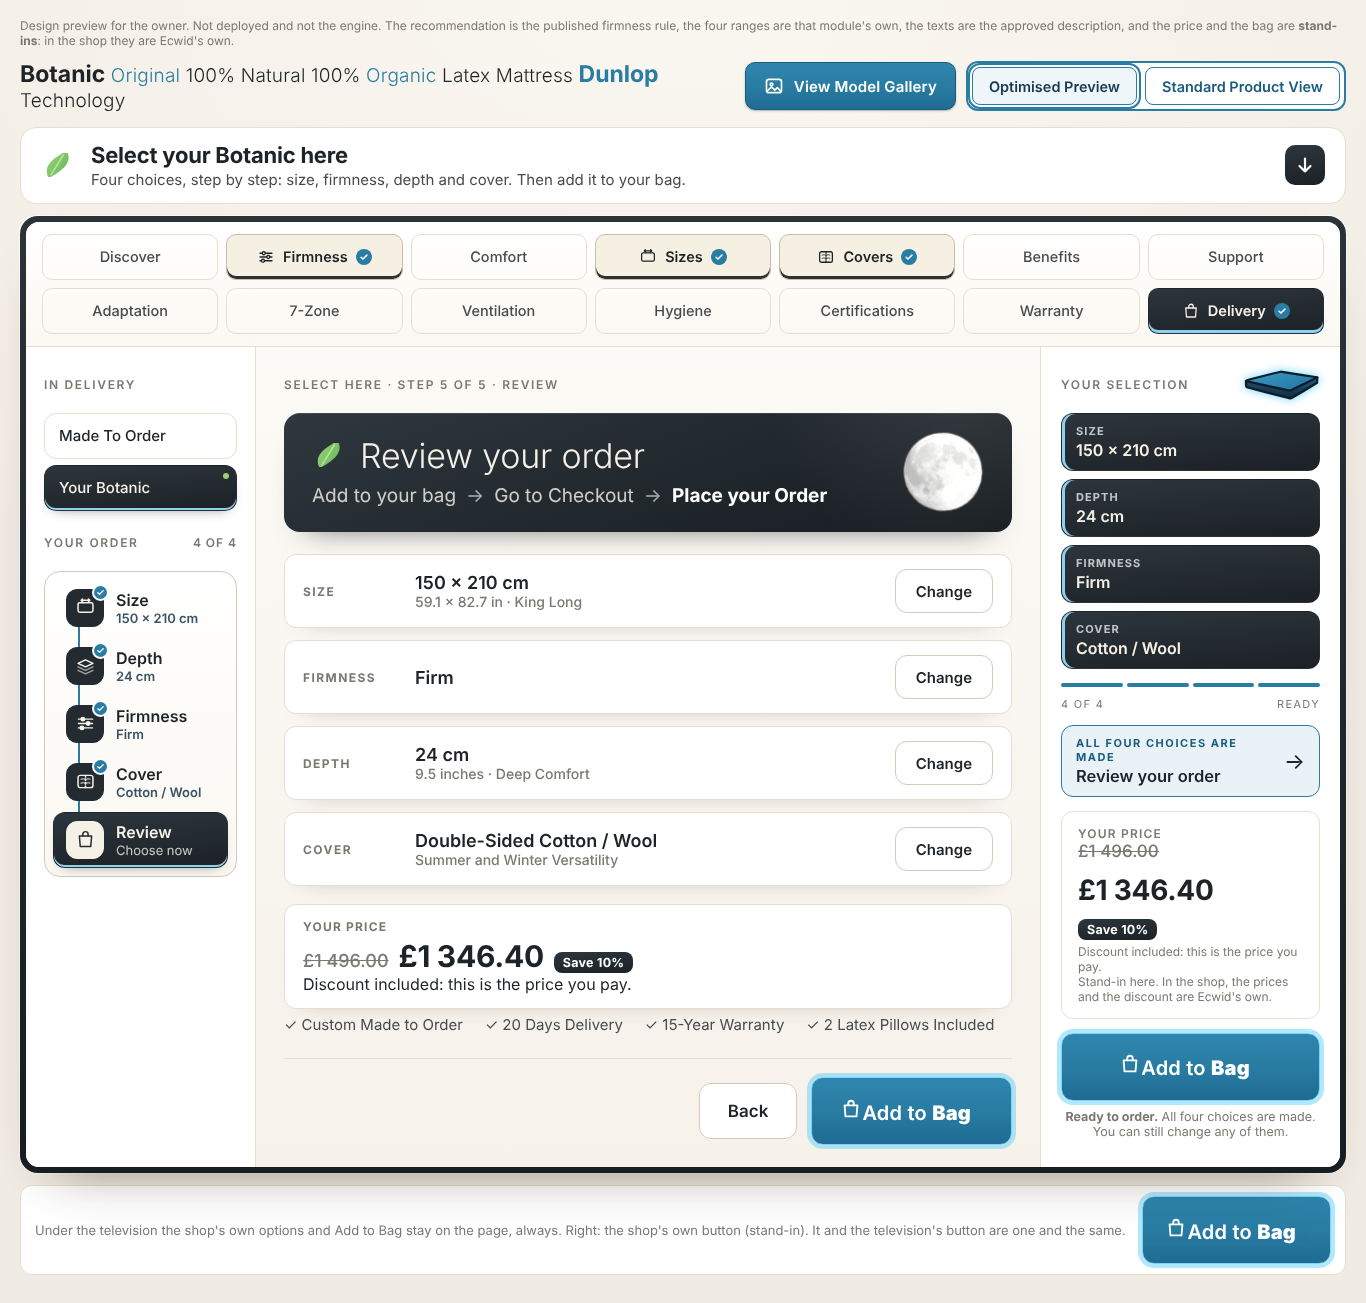 Design preview for the owner. Not deployed and not the engine. The recommendation is the published firmness rule, the four ranges are that module's own, the texts are the approved description, and the price and the bag are stand-
ins: in the shop they are Ecwid's own.
Botanic Original 100% Natural 100% Organic Latex Mattress Dunlop
Technology
View Model Gallery
Optimised Preview
Standard Product View
Select your Botanic here
Four choices, step by step: size, firmness, depth and cover. Then add it to your bag.
Discover
Firmness
Comfort
Sizes
Covers
Benefits
Support
Adaptation
7-Zone
Ventilation
Hygiene
Certifications
Warranty
Delivery
IN DELIVERY
Made To Order
Your Botanic
YOUR ORDER 4 OF 4
Size
150 × 210 cm
Depth
24 cm
Firmness
Firm
Cover
Cotton / Wool
Review
Choose now
SELECT HERE · STEP 5 OF 5 · REVIEW
Review your order
Add to your bag → Go to Checkout → Place your Order
SIZE
150 × 210 cm
59.1 × 82.7 in · King Long
Change
FIRMNESS
Firm
Change
DEPTH
24 cm
9.5 inches · Deep Comfort
Change
COVER
Double-Sided Cotton / Wool
Summer and Winter Versatility
Change
YOUR PRICE
£1 496.00 £1 346.40 Save 10%
Discount included: this is the price you pay.
✓ Custom Made to Order ✓ 20 Days Delivery ✓ 15-Year Warranty ✓ 2 Latex Pillows Included
Back
Add to Bag
YOUR SELECTION
SIZE
150 × 210 cm
DEPTH
24 cm
FIRMNESS
Firm
COVER
Cotton / Wool
4 OF 4 READY
ALL FOUR CHOICES ARE
MADE
Review your order
YOUR PRICE
£1 496.00
£1 346.40
Save 10%
Discount included: this is the price you
pay.
Stand-in here. In the shop, the prices
and the discount are Ecwid's own.
Add to Bag
Ready to order. All four choices are made.
You can still change any of them.
Under the television the shop's own options and Add to Bag stay on the page, always. Right: the shop's own button (stand-in). It and the television's button are one and the same.
Add to Bag